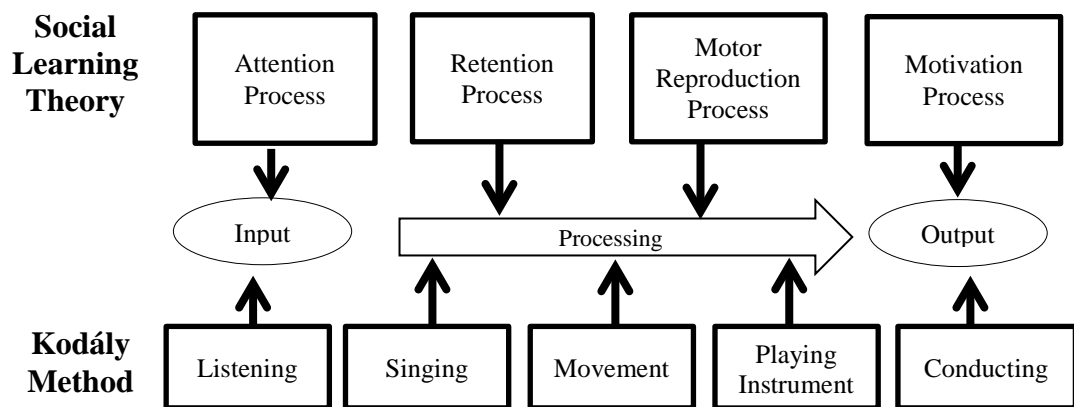 Social
Learning
Theory
Attention
Process
Retention
Process
Motor
Reproduction
Process
Motivation
Process
Input
Processing
Output
Kodály
Method
Listening
Singing
Movement
Playing
Instrument
Conducting